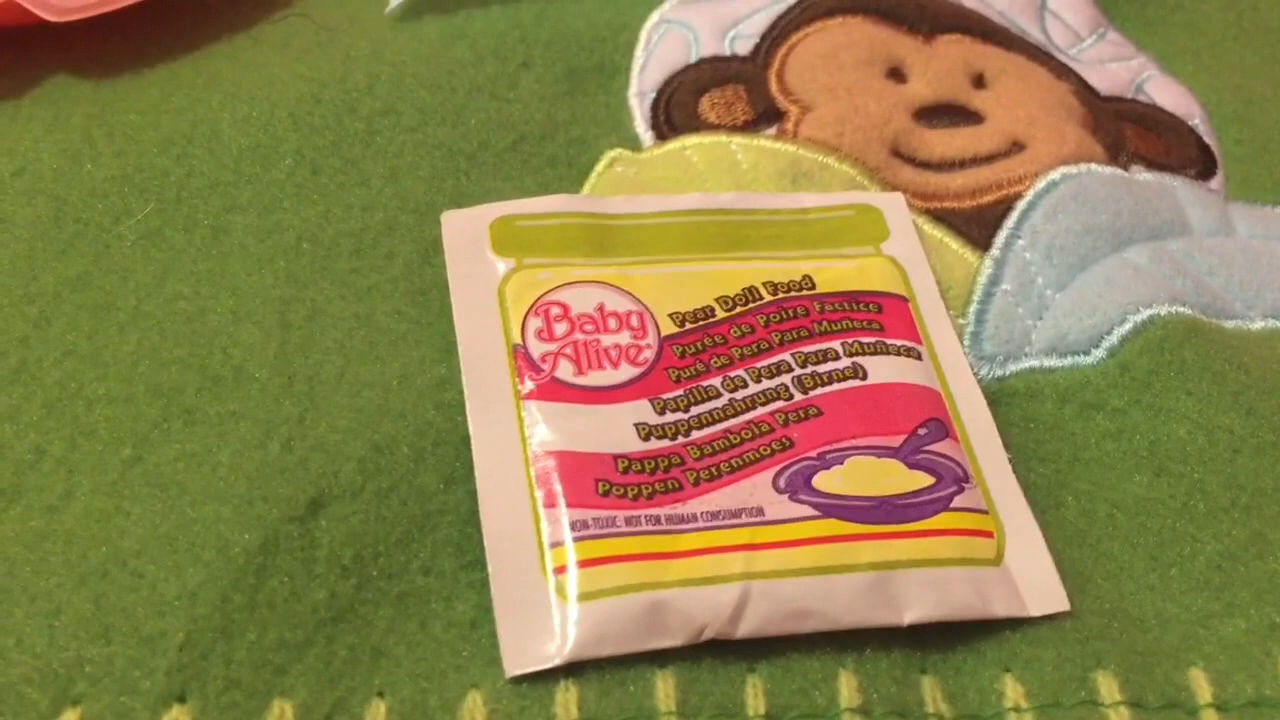 Baby
Alive
Pear Doll Food
Purée de Poire Factice
Puré de Pera Para Muñeca
Papilla de Pera Para Muñeca
Puppennahrung (Birne)
Pappa Bambola Pera
Poppen Perenmoes
NON-TOXIC: NOT FOR HUMAN CONSUMPTION